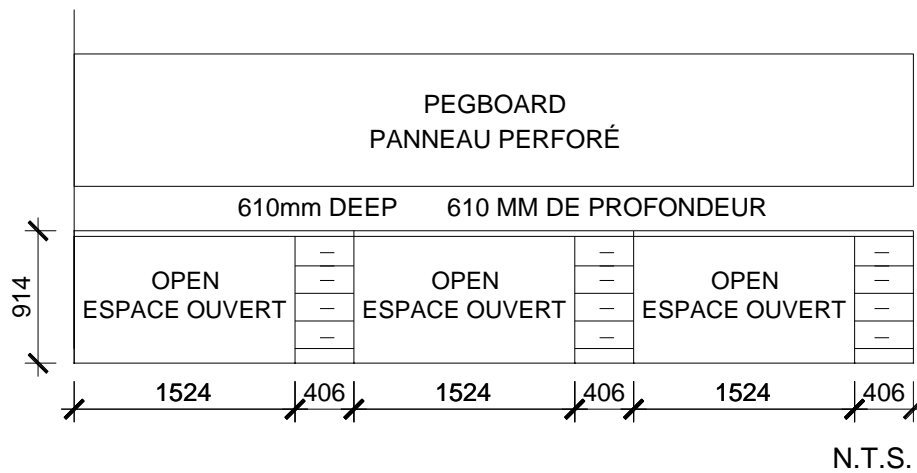 PEGBOARD
PANNEAU PERFORÉ
610mm DEEP 610 MM DE PROFONDEUR
914
OPEN
ESPACE OUVERT
OPEN
ESPACE OUVERT
OPEN
ESPACE OUVERT
1524 406 1524 406 1524 406
N.T.S.